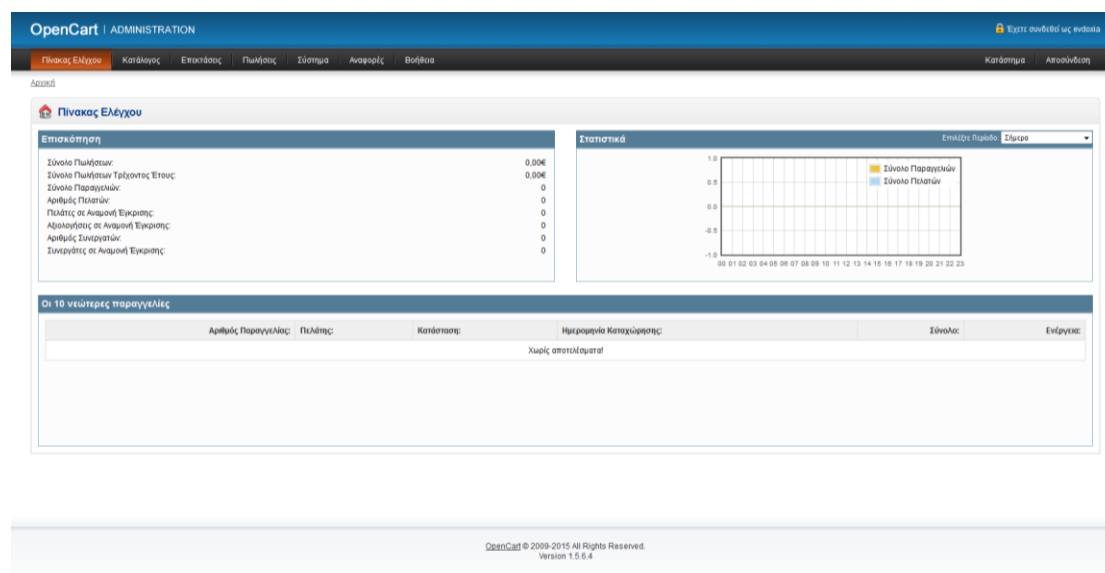 OpenCart | ADMINISTRATION
Έχετε συνδεθεί ως evdoxia
Πίνακας Ελέγχου Κατάλογος Επεκτάσεις Πωλήσεις Σύστημα Αναφορές Βοήθεια Κατάστημα Αποσύνδεση
Αρχική
Πίνακας Ελέγχου
Επισκόπηση
Σύνολο Πωλήσεων: 0,00€
Σύνολο Πωλήσεων Τρέχοντος Έτους: 0,00€
Σύνολο Παραγγελιών: 0
Αριθμός Πελατών: 0
Πελάτες σε Αναμονή Έγκρισης: 0
Αξιολογήσεις σε Αναμονή Έγκρισης: 0
Αριθμός Συνεργατών: 0
Συνεργάτες σε Αναμονή Έγκρισης: 0
Στατιστικά Επιλέξτε Περίοδο: Σήμερα
1.0
0.5
0.0
-0.5
-1.0
Σύνολο Παραγγελιών
Σύνολο Πελατών
00 01 02 03 04 05 06 07 08 09 10 11 12 13 14 15 16 17 18 19 20 21 22 23
Οι 10 νεώτερες παραγγελίες
Αριθμός Παραγγελίας: Πελάτης: Κατάσταση: Ημερομηνία Καταχώρησης: Σύνολο: Ενέργεια:
Χωρίς αποτελέσματα!
OpenCart © 2009-2015 All Rights Reserved.
Version 1.5.6.4